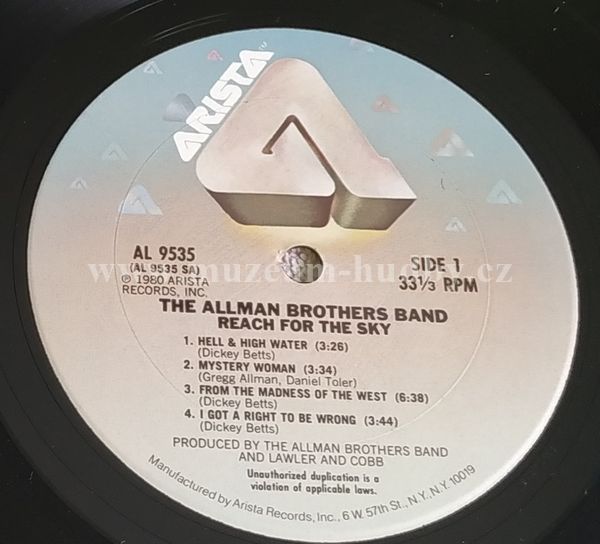 ARISTA™
AL 9535
(AL 9535 SA)
℗ 1980 ARISTA
RECORDS, INC.
SIDE 1
33⅓ RPM
www.muzeum-hudby.cz
THE ALLMAN BROTHERS BAND
REACH FOR THE SKY
1. HELL & HIGH WATER (3:26)
(Dickey Betts)
2. MYSTERY WOMAN (3:34)
(Gregg Allman, Daniel Toler)
3. FROM THE MADNESS OF THE WEST (6:38)
(Dickey Betts)
4. I GOT A RIGHT TO BE WRONG (3:44)
(Dickey Betts)
PRODUCED BY THE ALLMAN BROTHERS BAND
AND LAWLER AND COBB
Unauthorized duplication is a
violation of applicable laws.
Manufactured by Arista Records, Inc., 6 W. 57th St., N.Y., N.Y. 10019